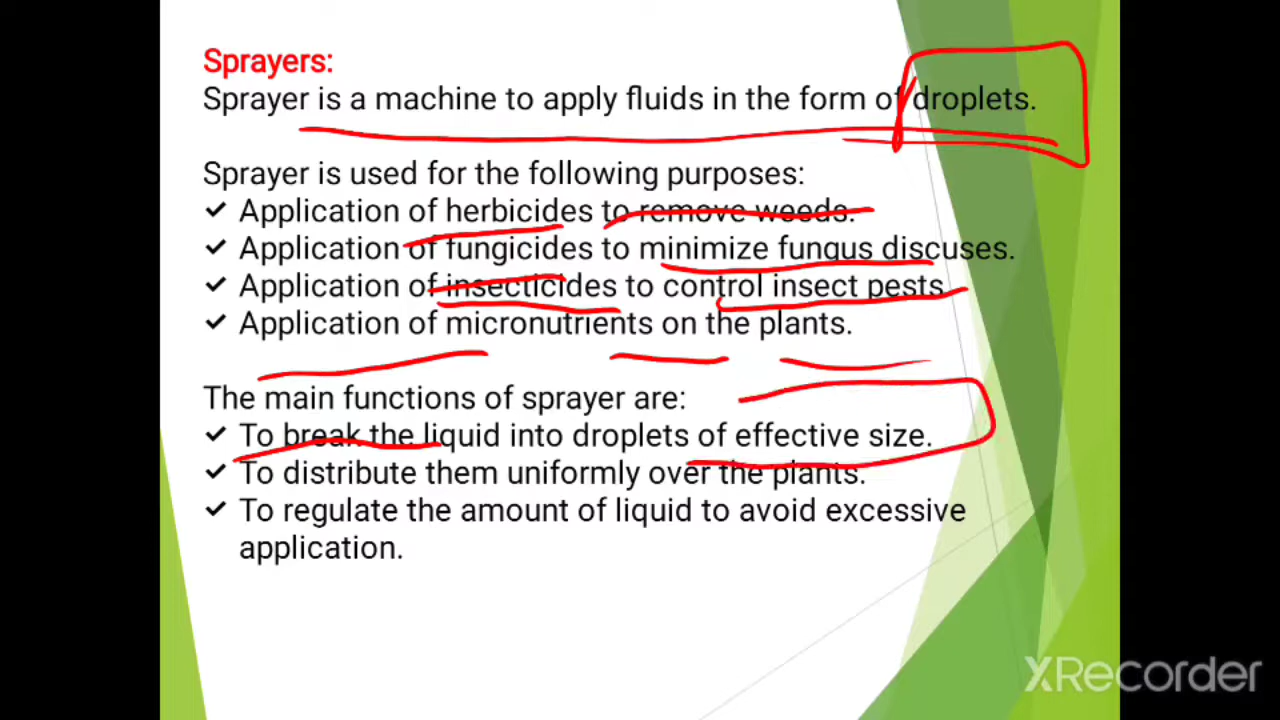 Sprayers:
Sprayer is a machine to apply fluids in the form of droplets.
Sprayer is used for the following purposes:
✓ Application of herbicides to remove weeds.
✓ Application of fungicides to minimize fungus discuses.
✓ Application of insecticides to control insect pests.
✓ Application of micronutrients on the plants.
The main functions of sprayer are:
✓ To break the liquid into droplets of effective size.
✓ To distribute them uniformly over the plants.
✓ To regulate the amount of liquid to avoid excessive
application.
XRecorder